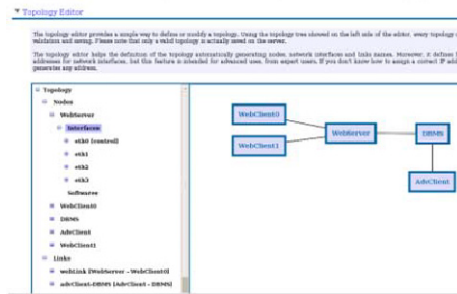 Topology Editor
The topology editor provides a simple way to define or modify a topology. Using the topology tree showed on the left side of the editor, every topology
validation and saving. Please note that only a valid topology is actually saved on the server.
The topology editor helps the definition of the topology automatically generating nodes, network interfaces and links names. Moreover, it defines
addresses for network interfaces, but this feature is intended for advanced uses, from expert users. If you don't know how to assign a correct IP add
generates any address.
Topology
Nodes
WebServer
Interfaces
eth0 [control]
eth1
eth2
eth3
Softwares
WebClient0
DBMS
AdvClient
WebClient1
Links
webLink [WebServer - WebClient0]
advClient-DBMS [AdvClient - DBMS]
WebClient0
WebClient1
WebServer
DBMS
AdvClient